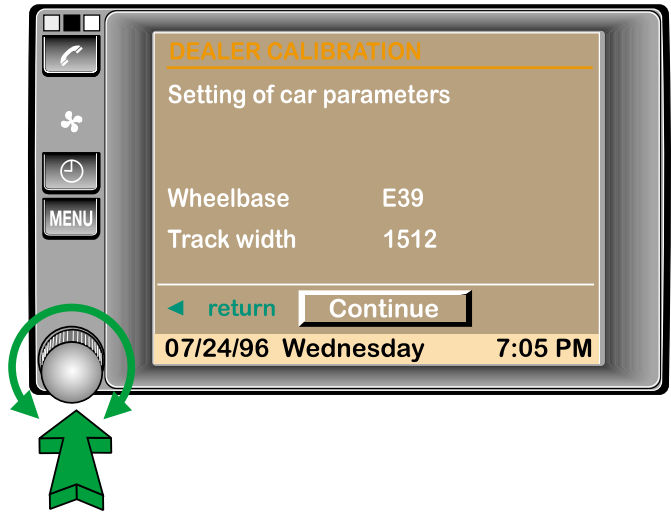 DEALER CALIBRATION
Setting of car parameters
Wheelbase E39
Track width 1512
MENU
◄ return Continue
07/24/96 Wednesday 7:05 PM